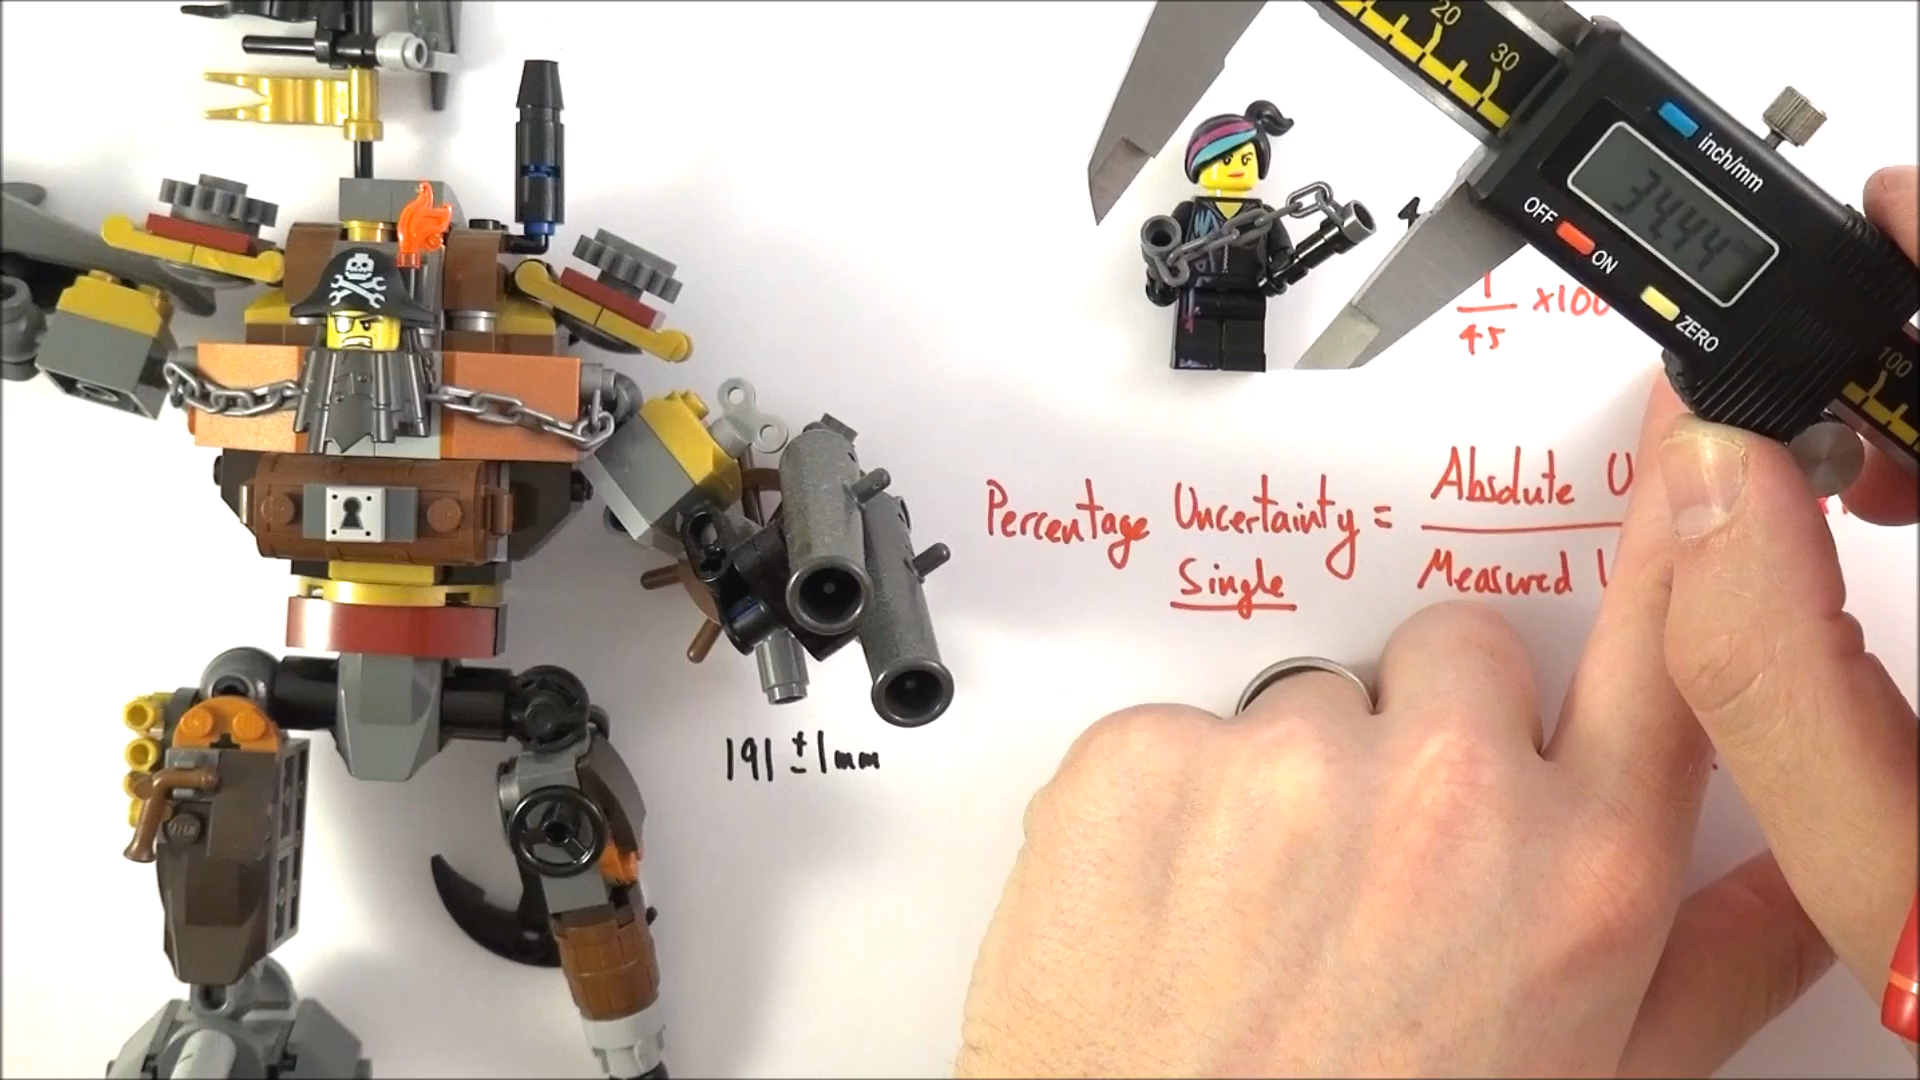 20 30
inch/mm
34.44
OFF
ON
ZERO
100
1
45
×100
Percentage Uncertainty =
Single
Absolute
Measured
191 ± 1mm